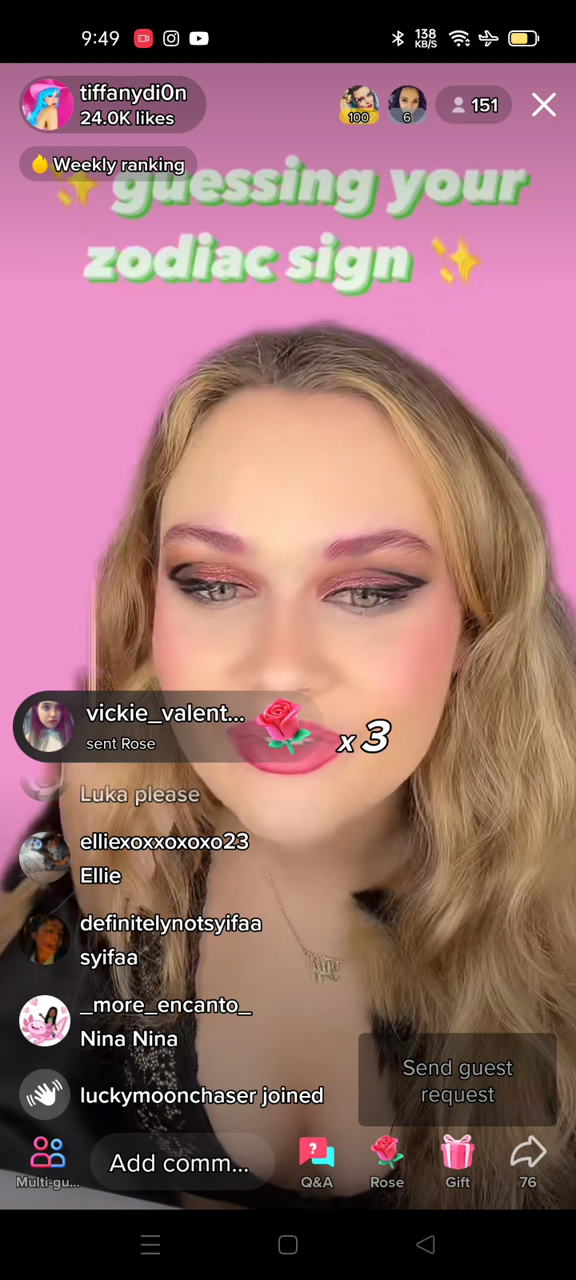 9:49
138
KB/S
tiffanydi0n
24.0K likes
100
6
151
Weekly ranking
guessing your
zodiac sign
vickie_valent...
sent Rose
x 3
Luka please
elliexoxxoxoxo23
Ellie
definitelynotsyifaa
syifaa
_more_encanto_
Nina Nina
luckymoonchaser joined
Send guest
request
Multi-gu...
Add comm...
Q&A
Rose
Gift
76